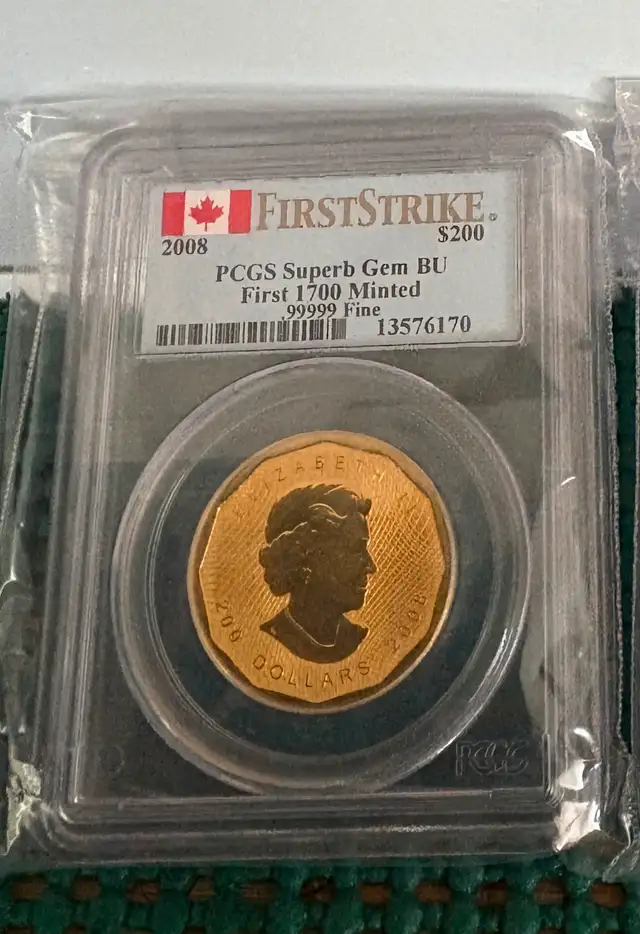 FIRSTSTRIKE®
2008 $200
PCGS Superb Gem BU
First 1700 Minted
.99999 Fine
13576170
ELIZABETH II
200 DOLLARS 2008
PCGS